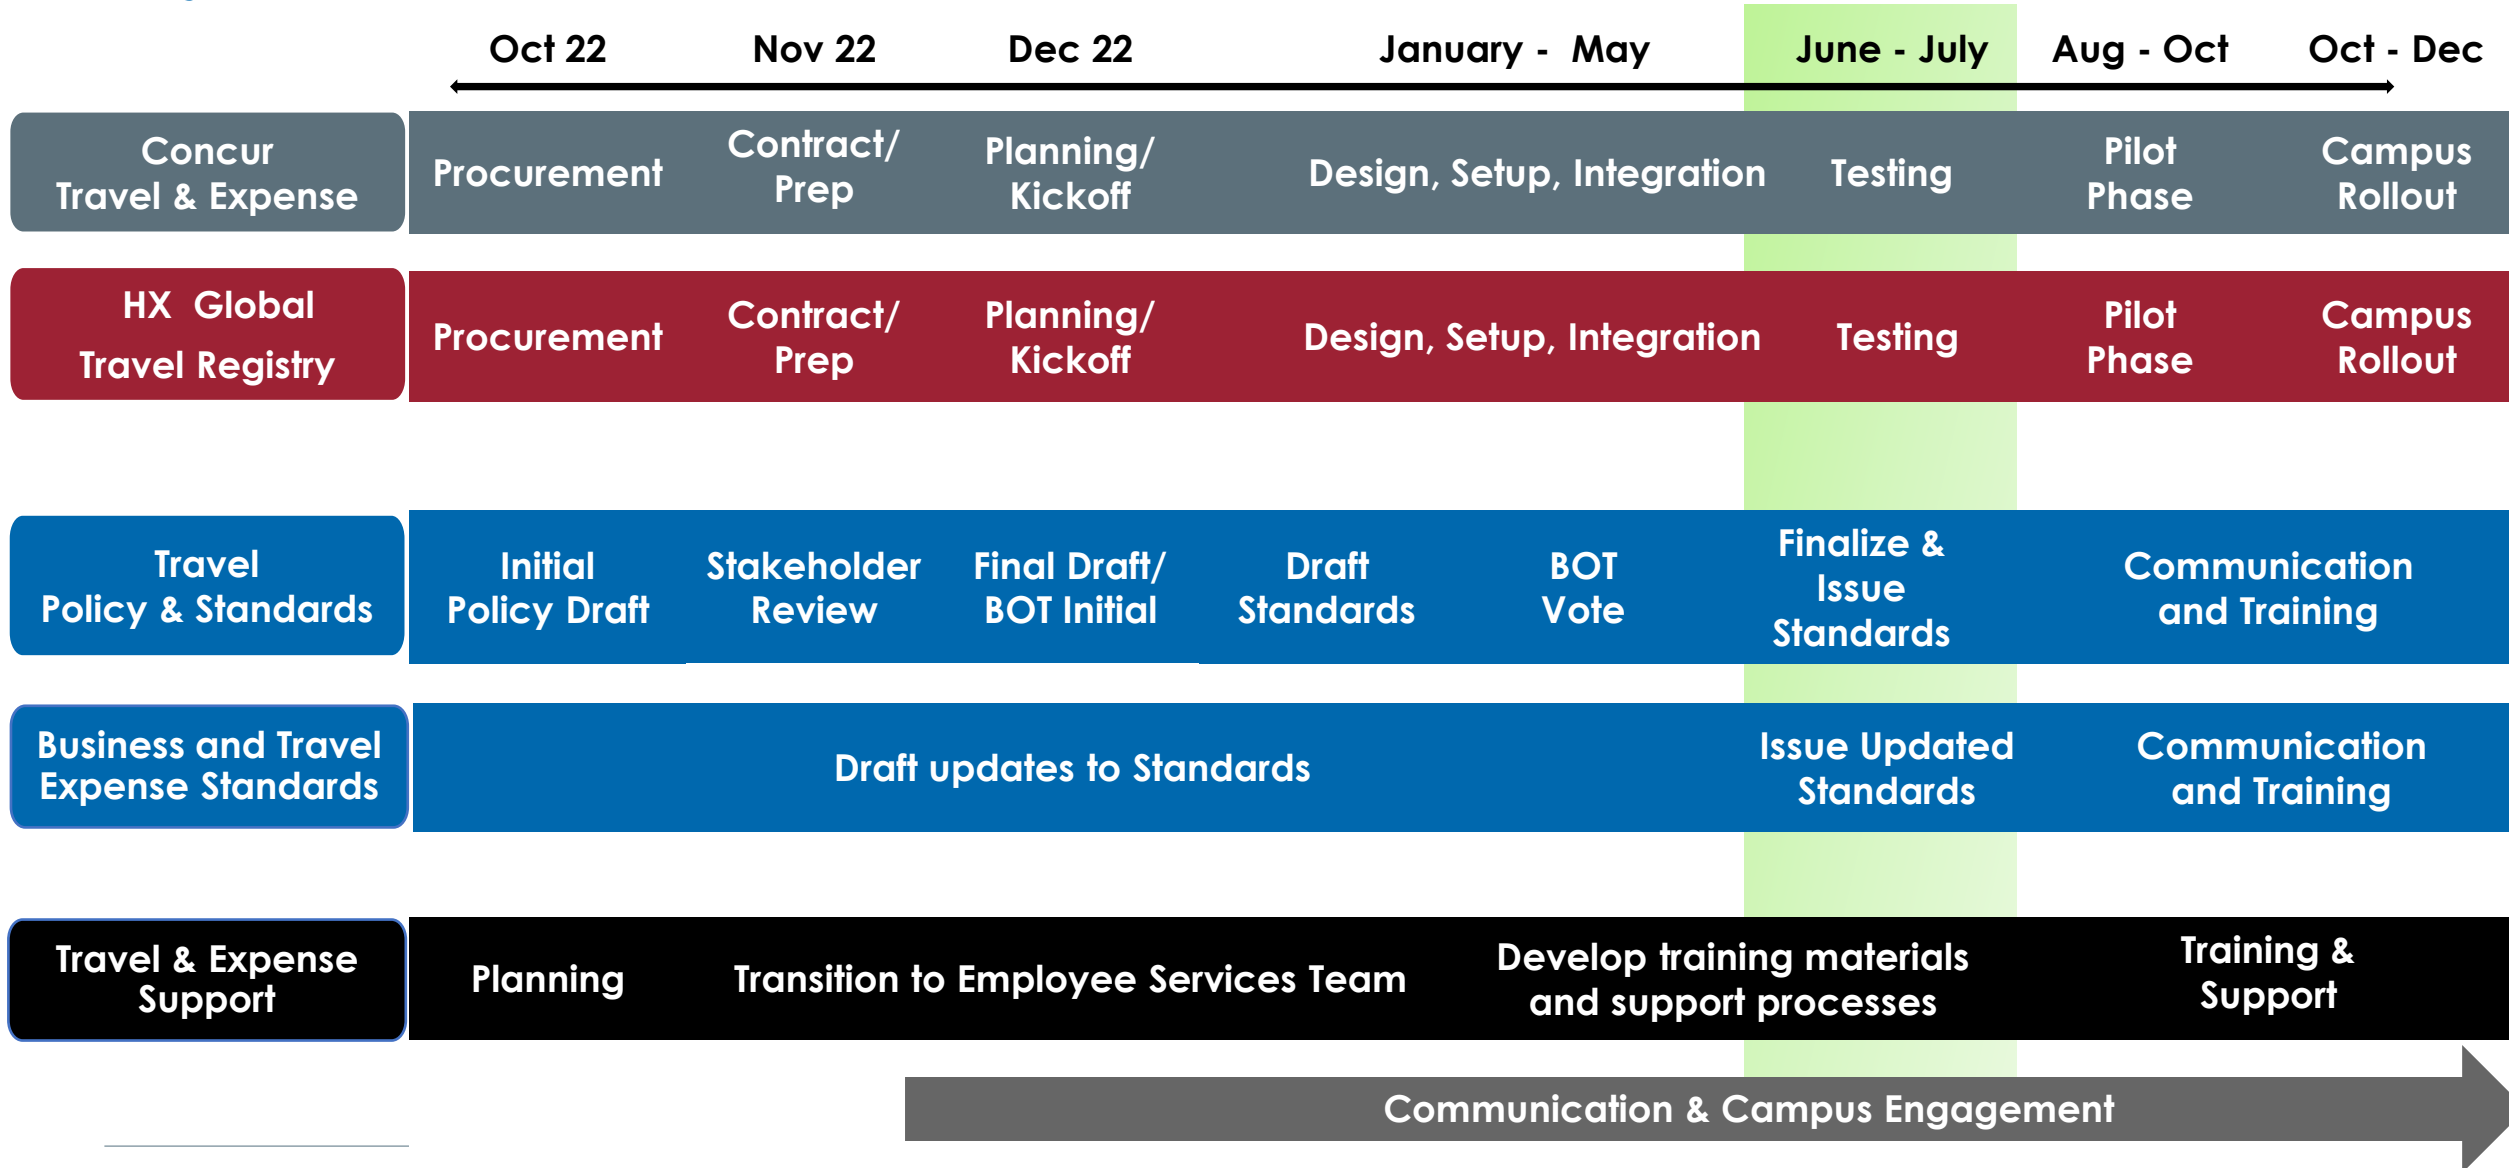 Oct 22 Nov 22 Dec 22 January - May June - July Aug - Oct Oct - Dec
Concur
Travel & Expense
Procurement
Contract/
Prep
Planning/
Kickoff
Design, Setup, Integration
Testing
Pilot
Phase
Campus
Rollout
HX Global
Travel Registry
Procurement
Contract/
Prep
Planning/
Kickoff
Design, Setup, Integration
Testing
Pilot
Phase
Campus
Rollout
Travel
Policy & Standards
Initial
Policy Draft
Stakeholder
Review
Final Draft/
BOT Initial
Draft
Standards
BOT
Vote
Finalize &
Issue
Standards
Communication
and Training
Business and Travel
Expense Standards
Draft updates to Standards
Issue Updated
Standards
Communication
and Training
Travel & Expense
Support
Planning
Transition to Employee Services Team
Develop training materials
and support processes
Training &
Support
Communication & Campus Engagement